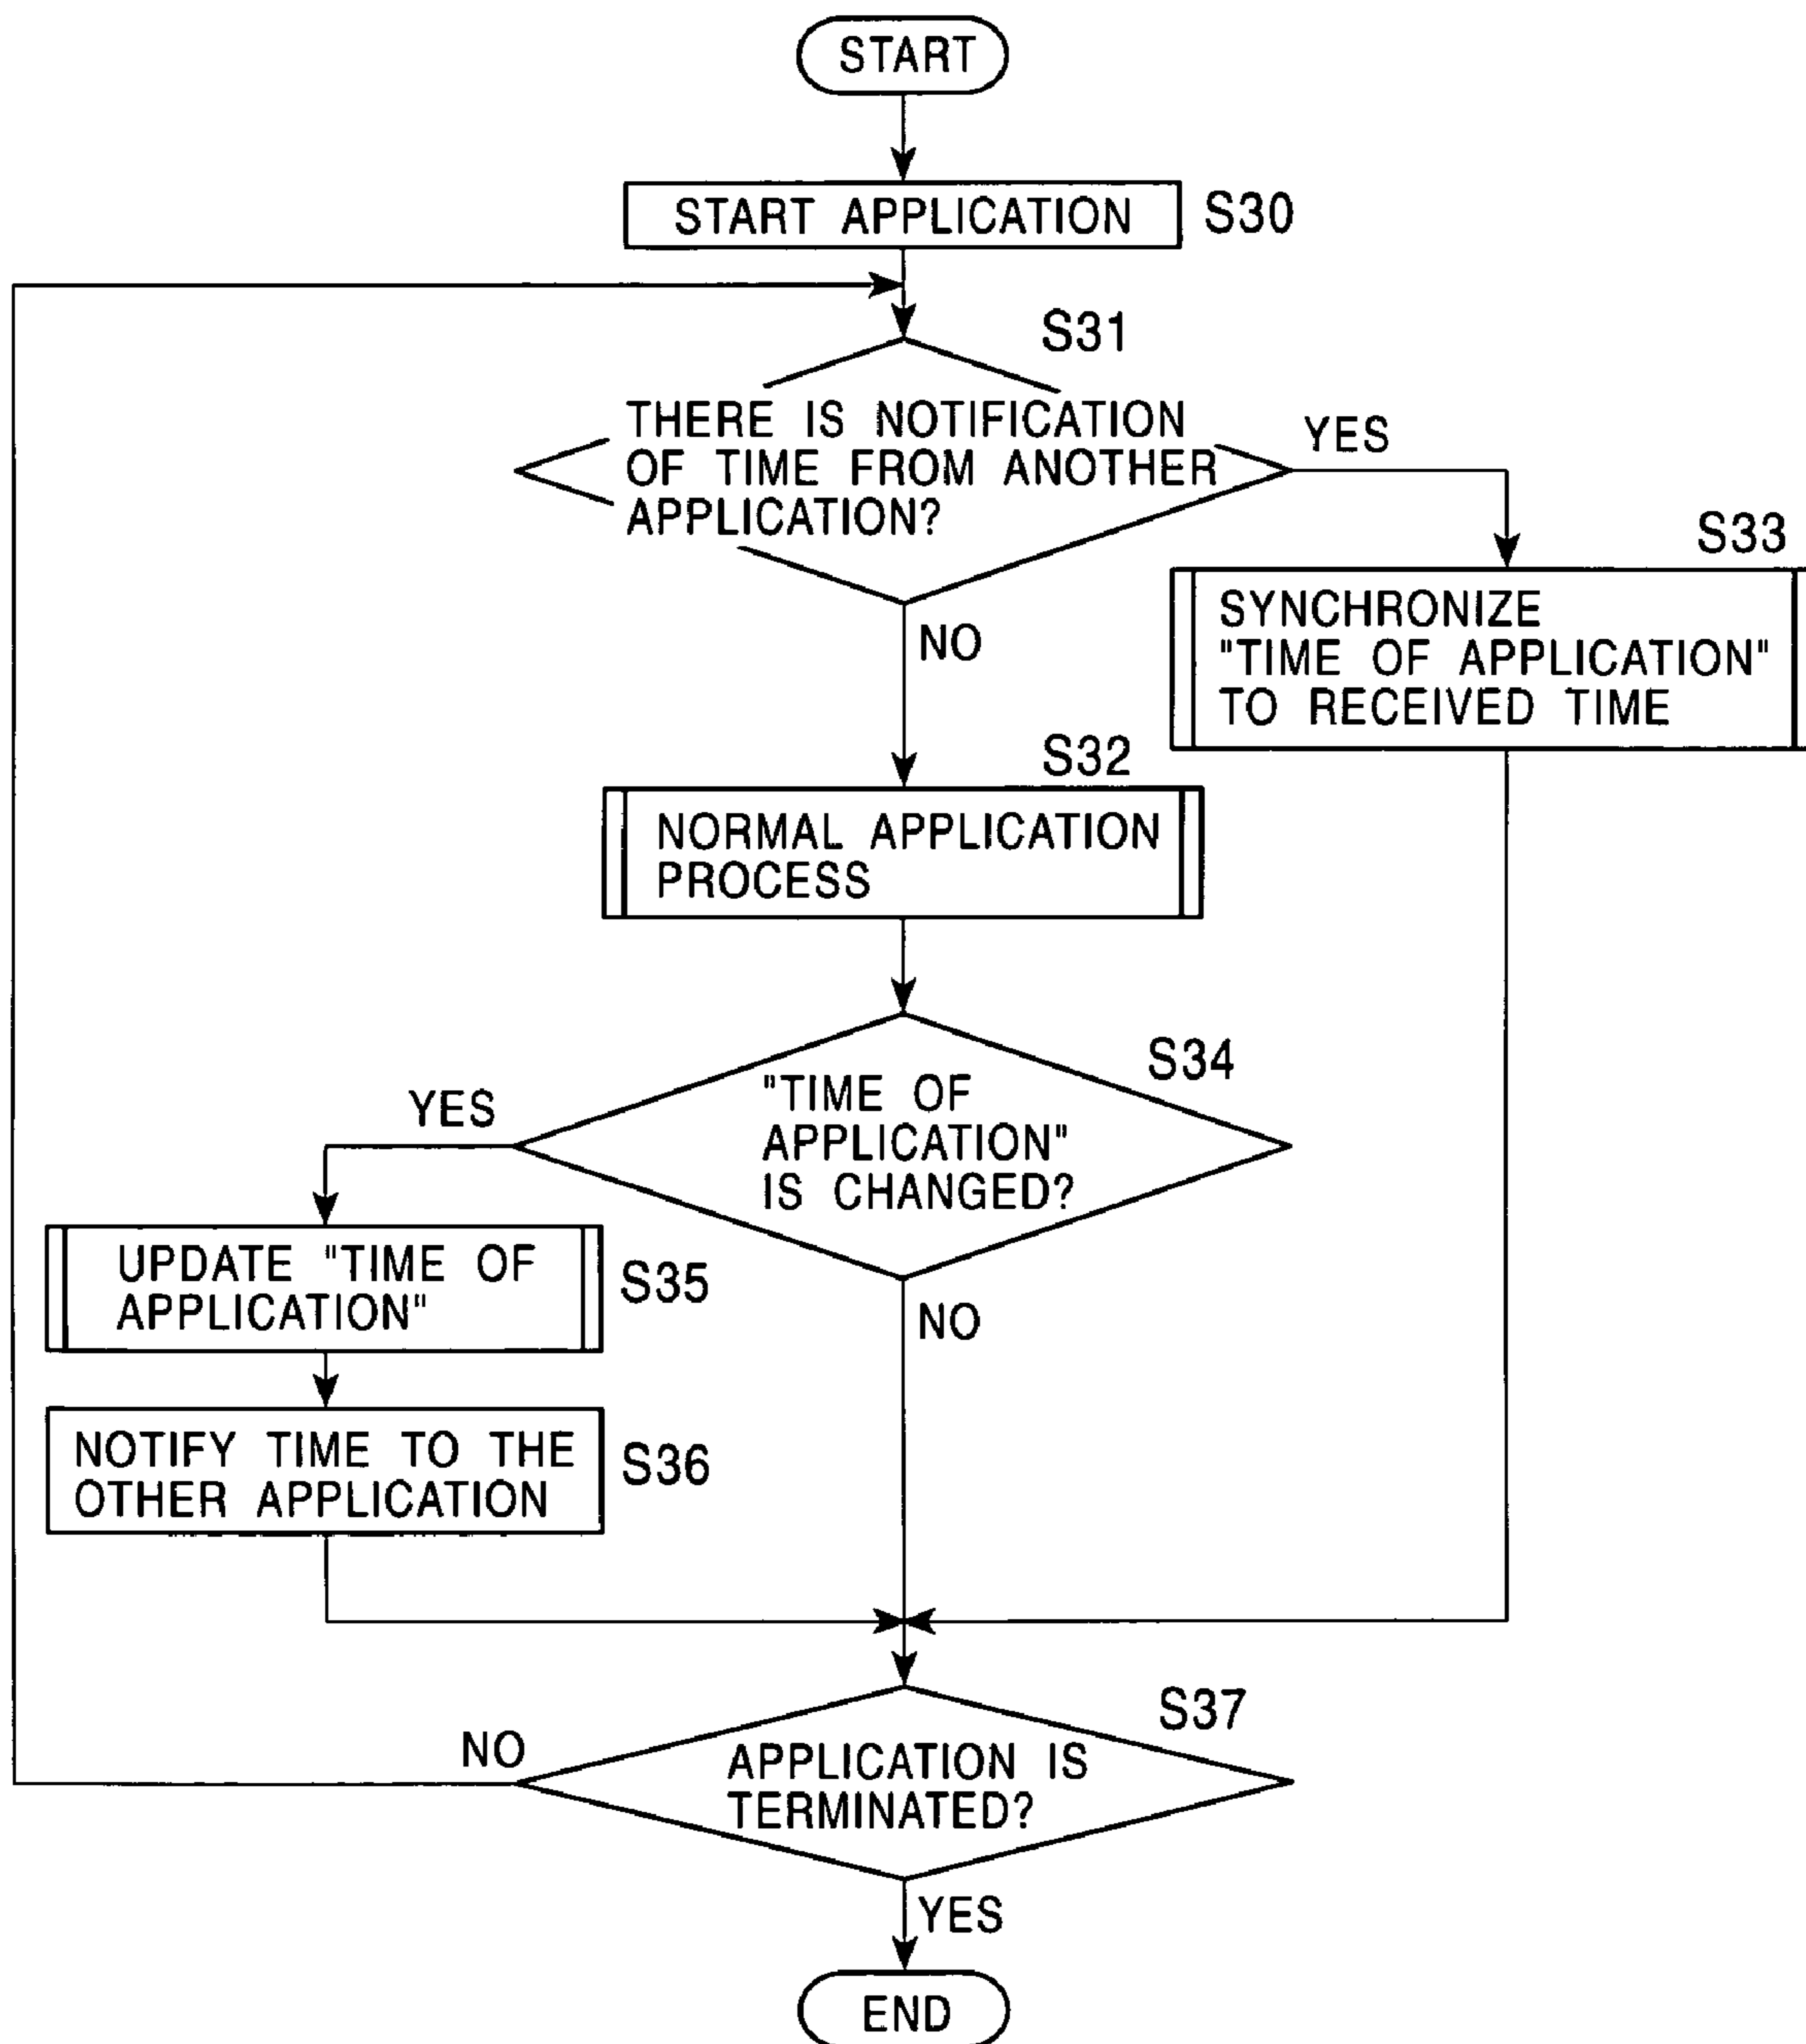 START
START APPLICATION
S30
S31
THERE IS NOTIFICATION
OF TIME FROM ANOTHER
APPLICATION?
YES
NO
S33
SYNCHRONIZE
"TIME OF APPLICATION"
TO RECEIVED TIME
S32
NORMAL APPLICATION
PROCESS
S34
"TIME OF
APPLICATION"
IS CHANGED?
YES
NO
UPDATE "TIME OF
APPLICATION"
S35
NOTIFY TIME TO THE
OTHER APPLICATION
S36
S37
APPLICATION IS
TERMINATED?
NO
YES
END